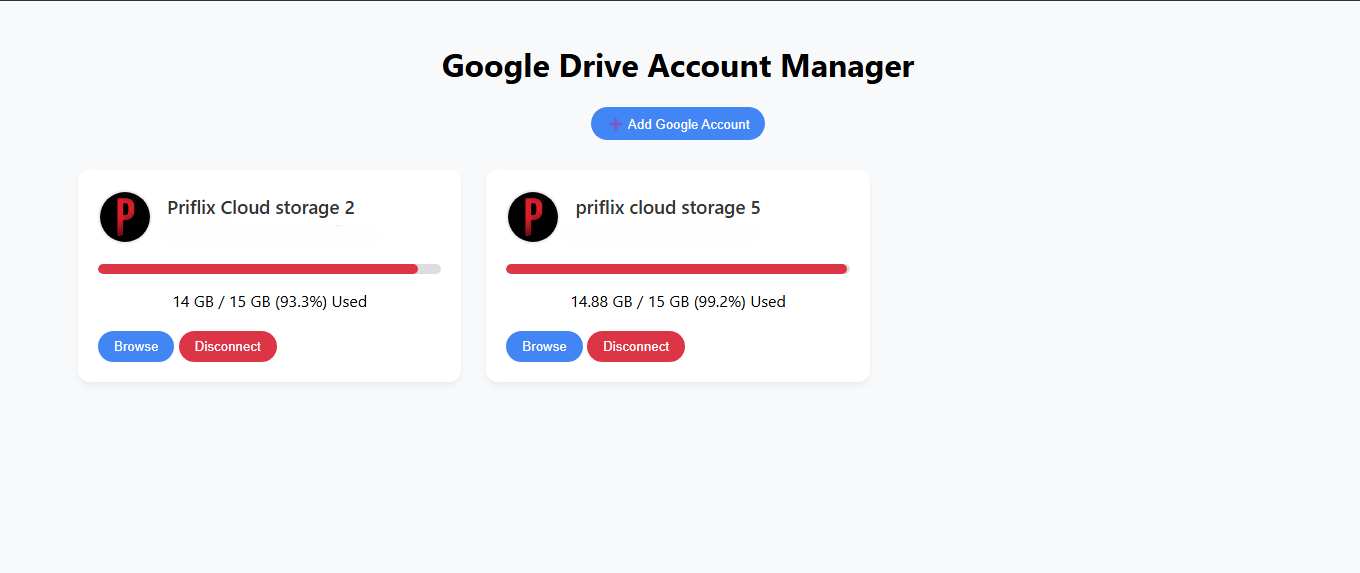 Google Drive Account Manager
➕ Add Google Account
P
Priflix Cloud storage 2
14 GB / 15 GB (93.3%) Used
Browse
Disconnect
P
priflix cloud storage 5
14.88 GB / 15 GB (99.2%) Used
Browse
Disconnect